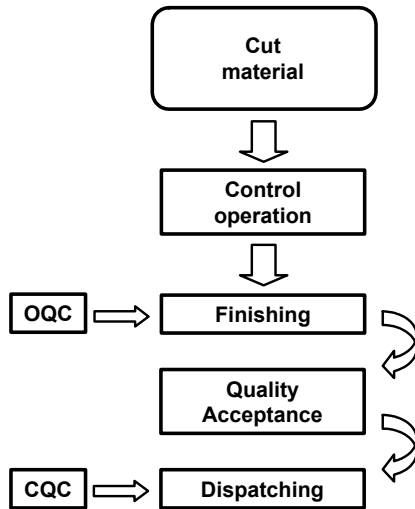 Cut
material
Control
operation
OQC
Finishing
Quality
Acceptance
CQC
Dispatching